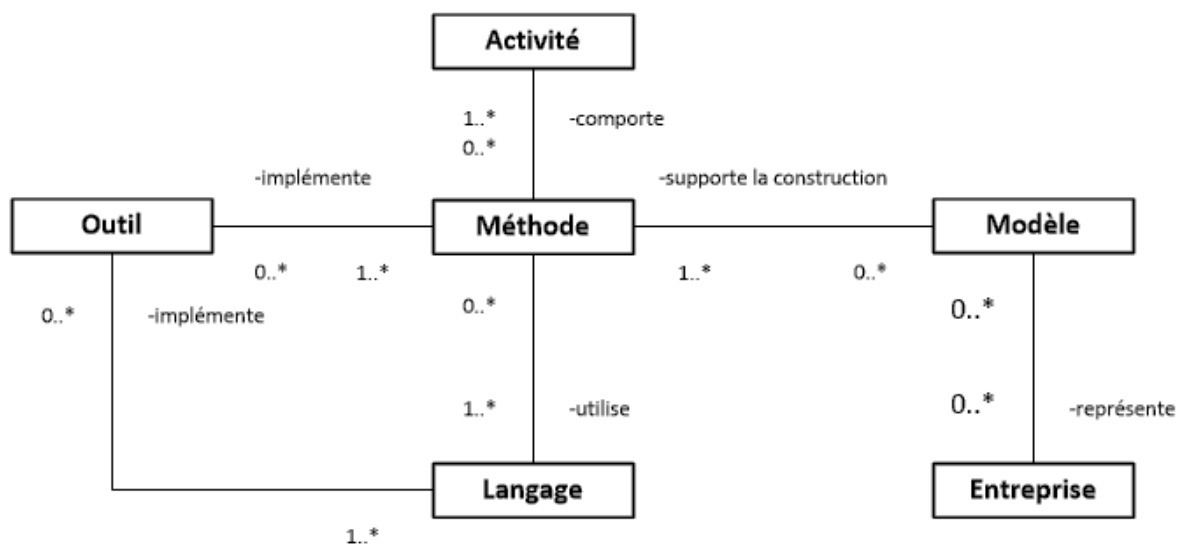 Activité
1..*
-comporte
0..*
-implémente
-supporte la construction
Outil
Méthode
Modèle
0..*
1..*
1..*
0..*
0..*
-implémente
0..*
0..*
1..*
-utilise
0..*
-représente
Langage
Entreprise
1..*